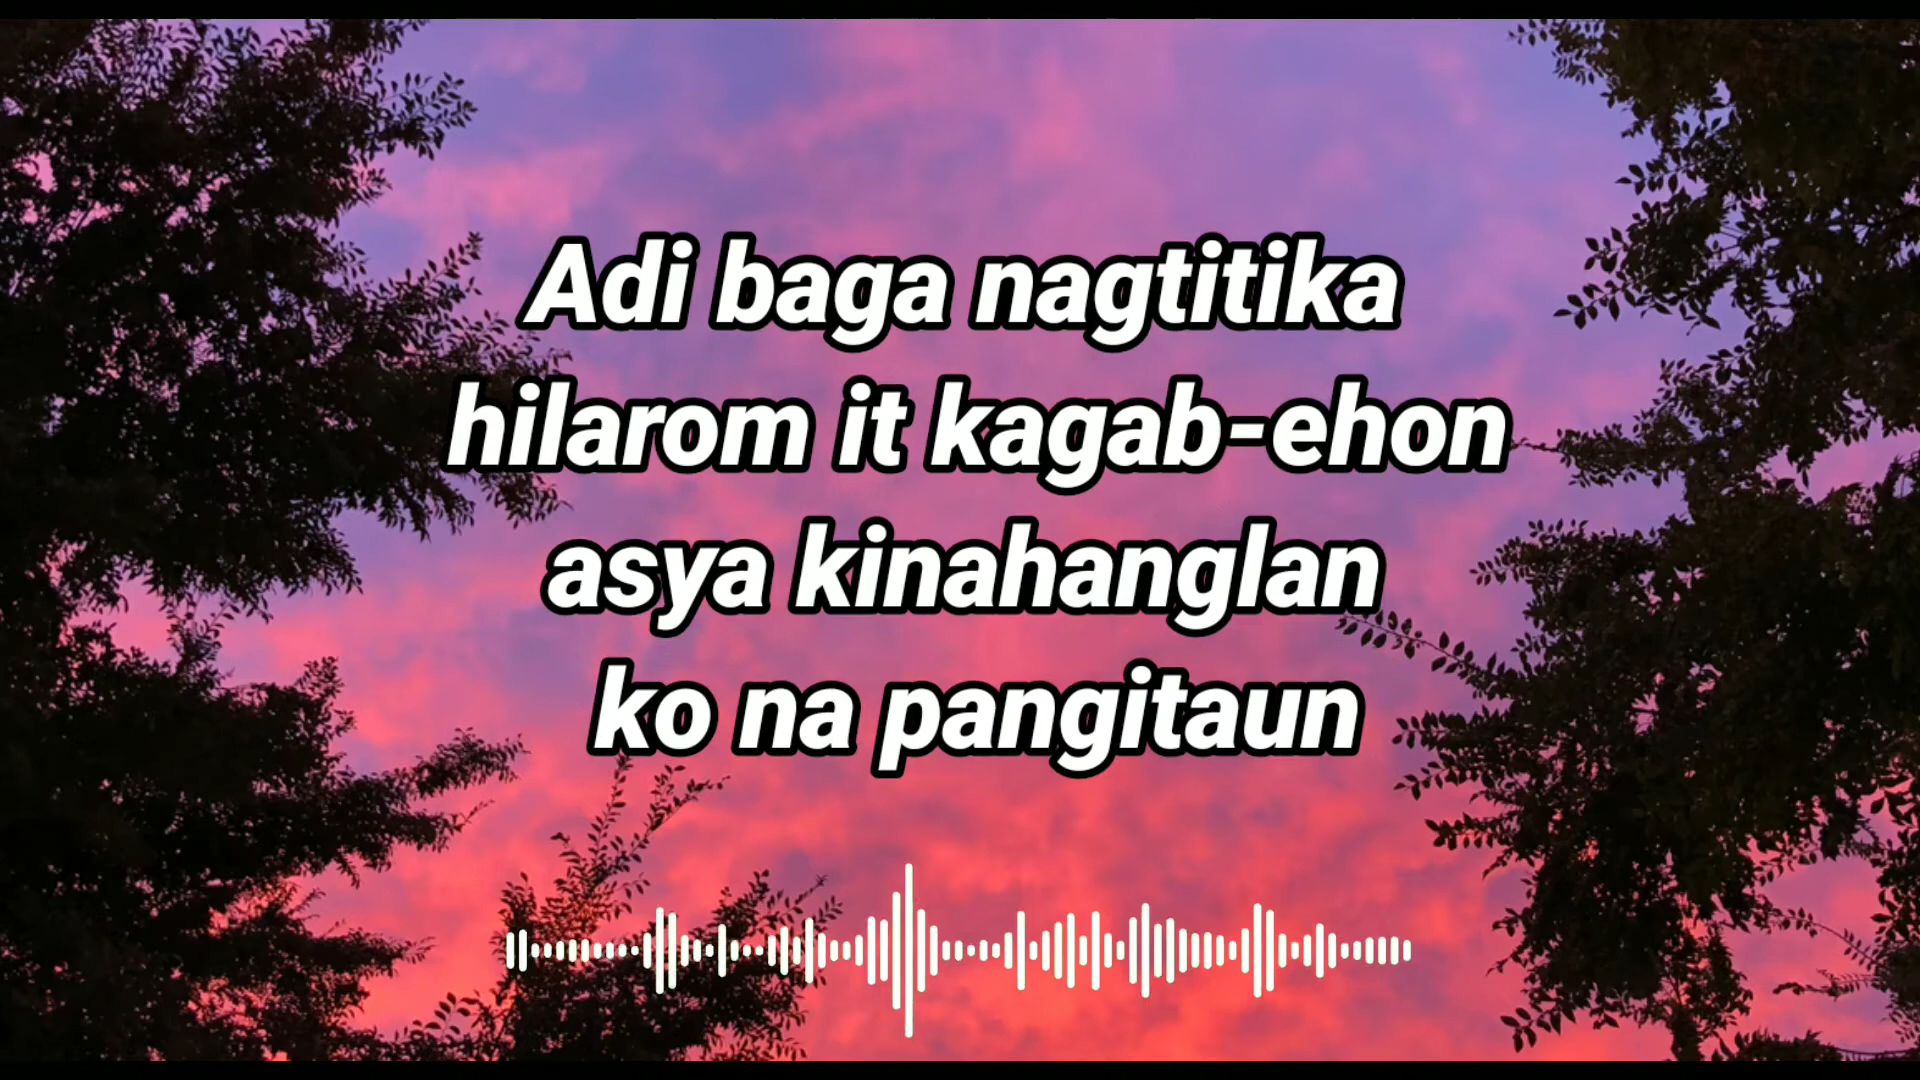 Adi baga nagtitika
hilarom it kagab-ehon
asya kinahanglan
ko na pangitaun